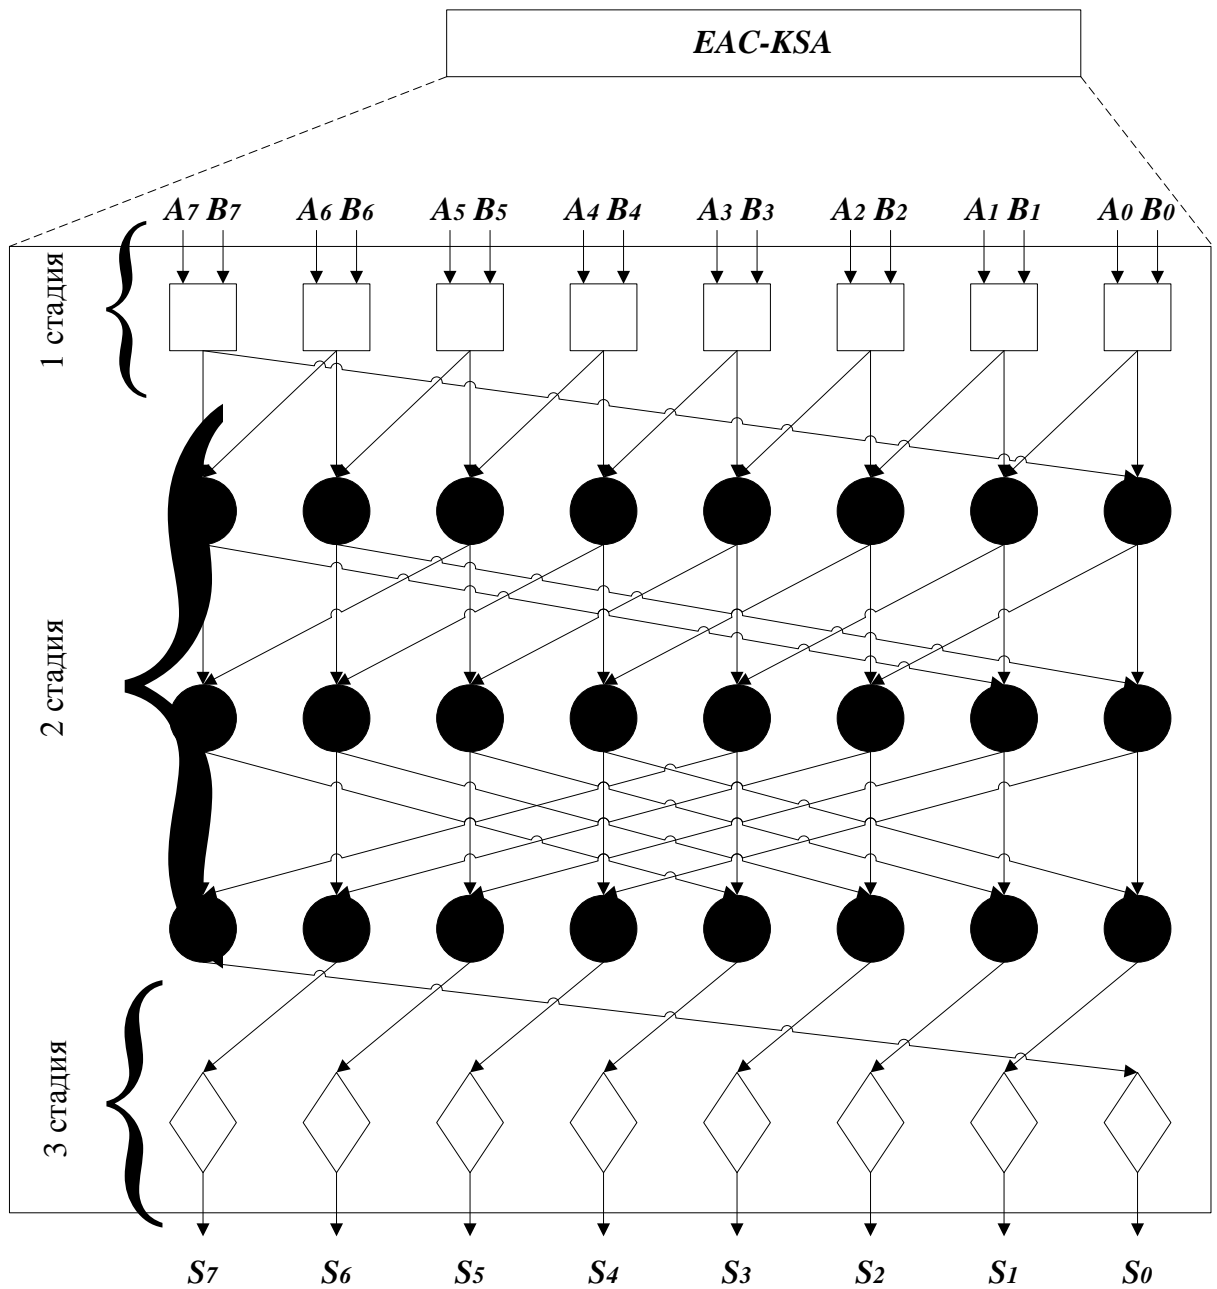 EAC-KSA
A7 B7 A6 B6 A5 B5 A4 B4 A3 B3 A2 B2 A1 B1 A0 B0
1 стадия
2 стадия
3 стадия
S7 S6 S5 S4 S3 S2 S1 S0